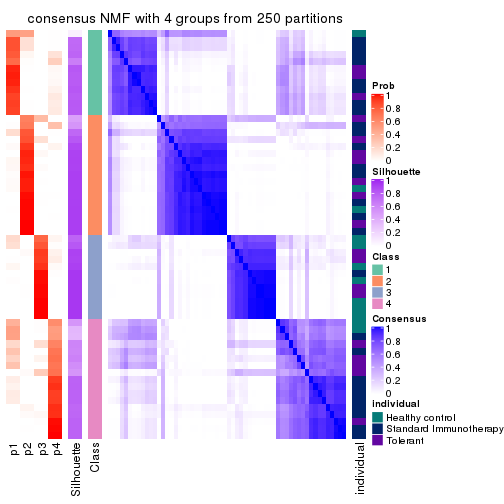 consensus NMF with 4 groups from 250 partitions
Prob
1
0.8
0.6
0.4
0.2
0
Silhouette
1
0.8
0.6
0.4
0.2
0
Class
1
2
3
4
Consensus
1
0.8
0.6
0.4
0.2
0
individual
Healthy control
Standard Immunotherapy
Tolerant
p1
p2
p3
p4
Silhouette
Class
individual